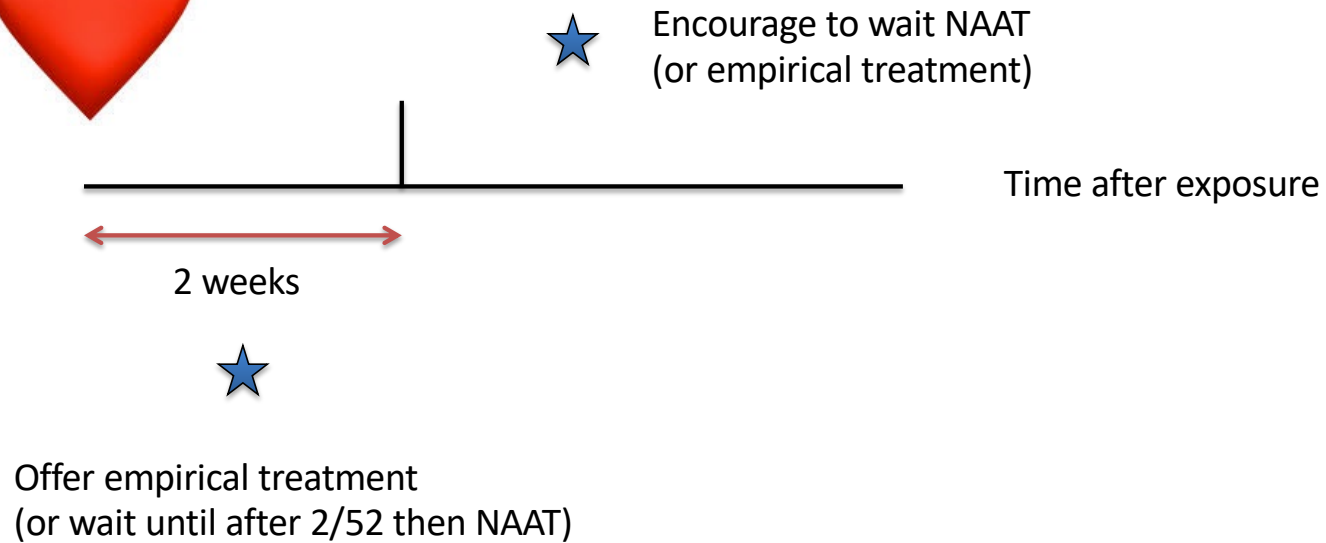 Encourage to wait NAAT
(or empirical treatment)
Time after exposure
2 weeks
Offer empirical treatment
(or wait until after 2/52 then NAAT)